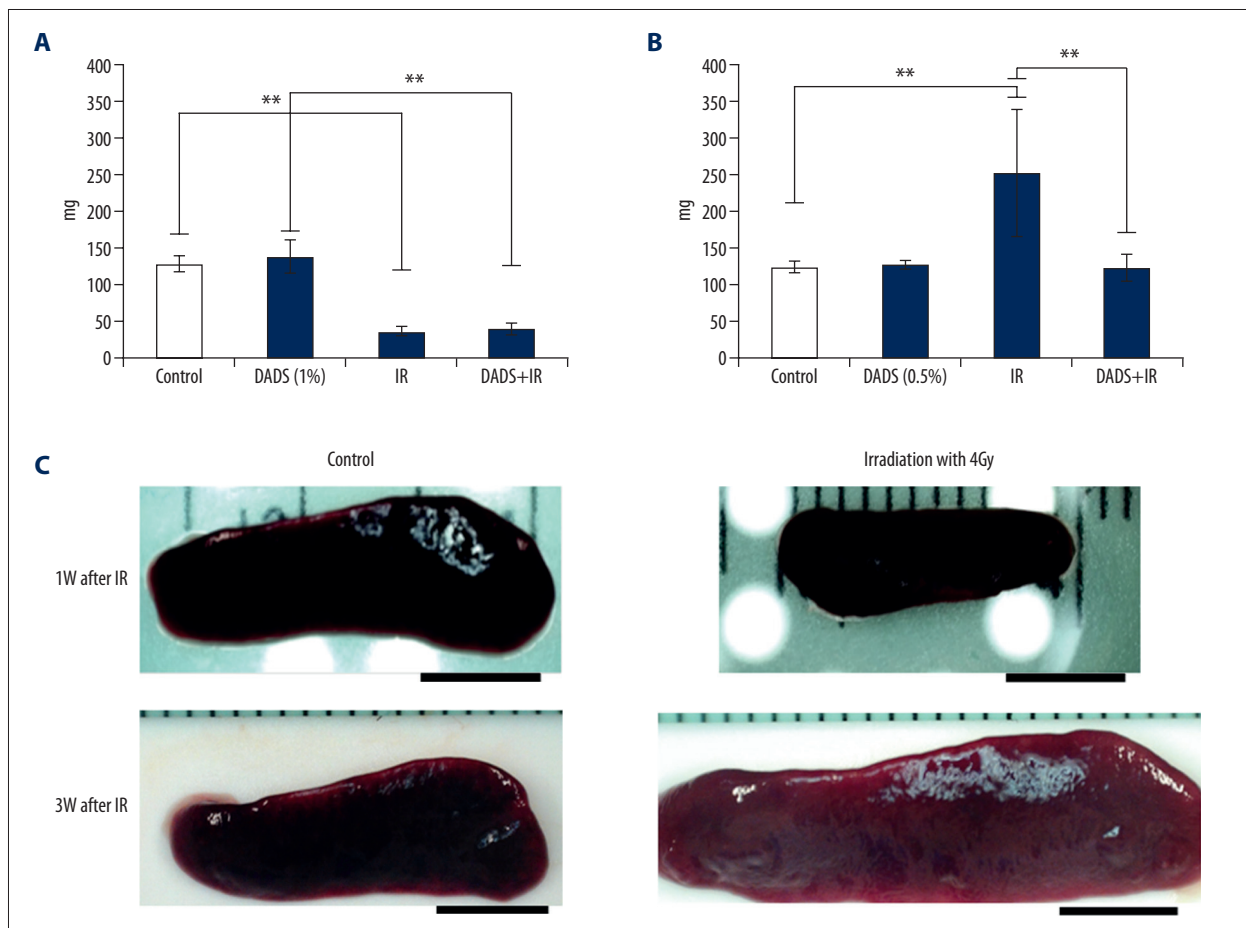 A
400
350
300
250
200
150
100
50
0
mg
**
**
Control
DADS (1%)
IR
DADS+IR
B
400
350
300
250
200
150
100
50
0
mg
**
**
Control
DADS (0.5%)
IR
DADS+IR
C
Control
Irradiation with 4Gy
1W after IR
3W after IR